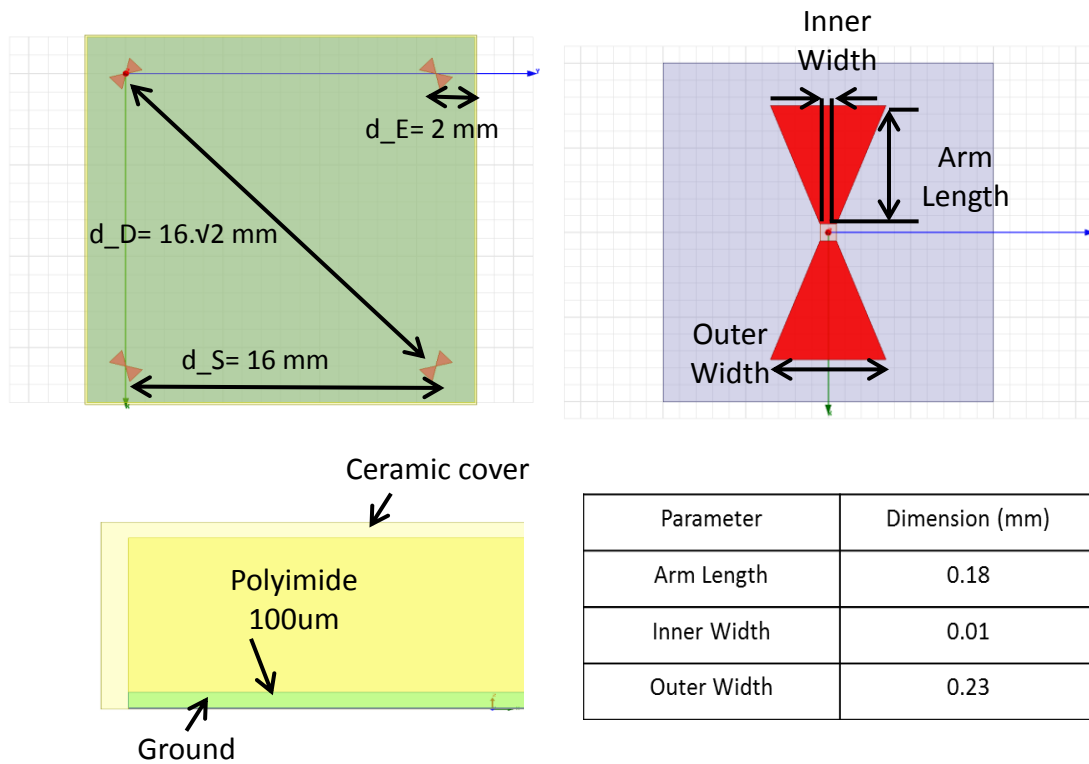 d_E= 2 mm
d_D= 16.√2 mm
d_S= 16 mm
Inner
Width
Arm
Length
Outer
Width
Ceramic cover
Polyimide
100um
Ground
Parameter Dimension (mm)
Arm Length 0.18
Inner Width 0.01
Outer Width 0.23